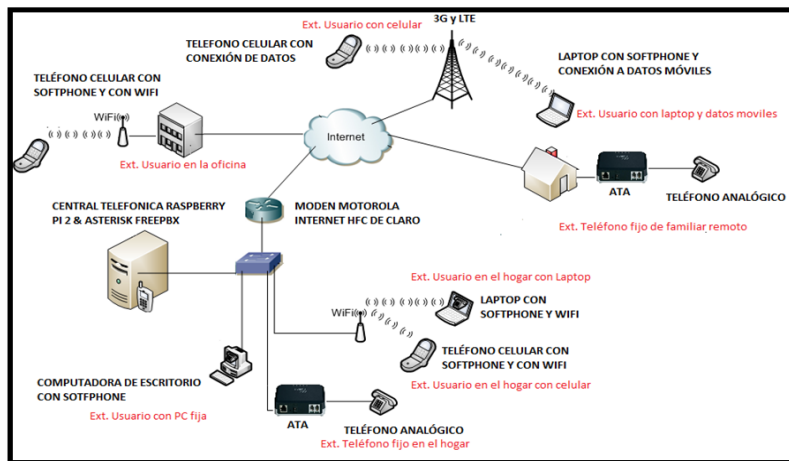 Ext. Usuario con celular
3G y LTE
TELEFONO CELULAR CON
CONEXIÓN DE DATOS
LAPTOP CON SOFTPHONE Y
CONEXIÓN A DATOS MÓVILES
TELÉFONO CELULAR CON
SOFTPHONE Y CON WIFI
WiFi
Internet
Ext. Usuario con laptop y datos moviles
Ext. Usuario en la oficina
ATA
TELÉFONO ANALÓGICO
CENTRAL TELEFONICA RASPBERRY
PI 2 & ASTERISK FREEPBX
MODEN MOTOROLA
INTERNET HFC DE CLARO
Ext. Teléfono fijo de familiar remoto
Ext. Usuario en el hogar con Laptop
LAPTOP CON
SOFTPHONE Y WIFI
WiFi
TELÉFONO CELULAR CON
SOFTPHONE Y CON WIFI
COMPUTADORA DE ESCRITORIO
CON SOTFPHONE
Ext. Usuario en el hogar con celular
Ext. Usuario con PC fija
ATA
TELÉFONO ANALÓGICO
Ext. Teléfono fijo en el hogar